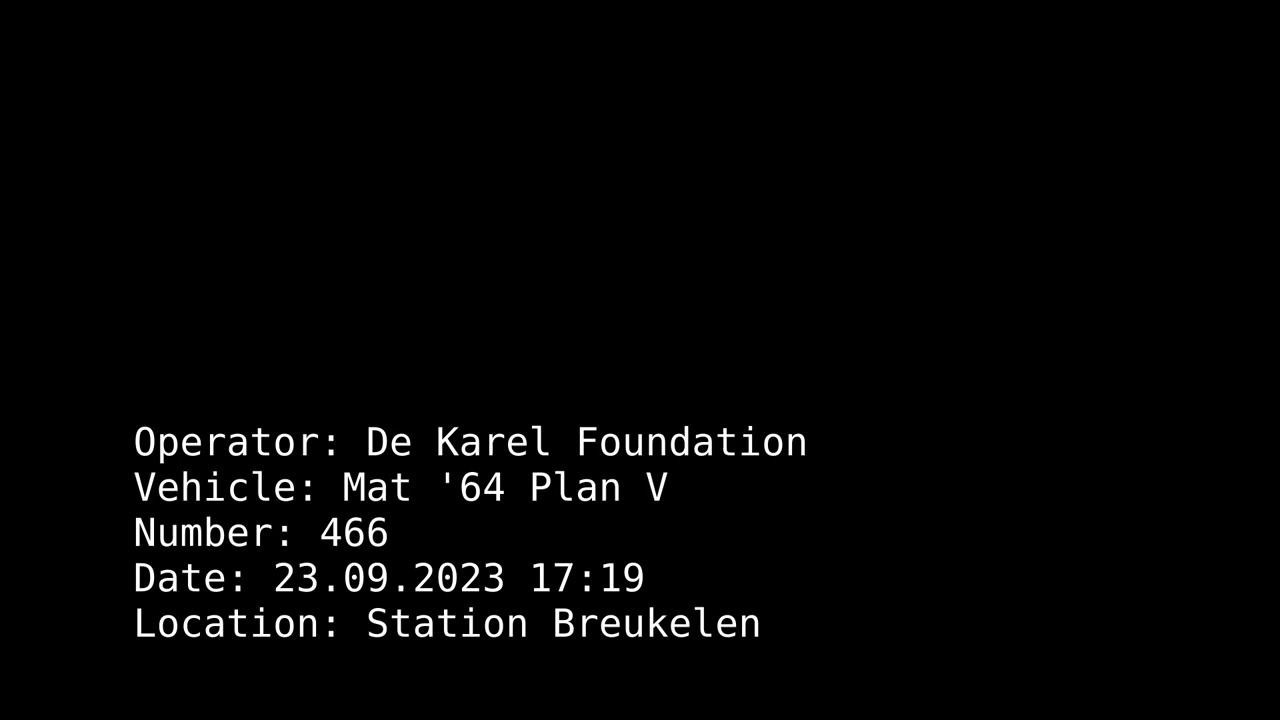 Operator: De Karel Foundation
Vehicle: Mat '64 Plan V
Number: 466
Date: 23.09.2023 17:19
Location: Station Breukelen